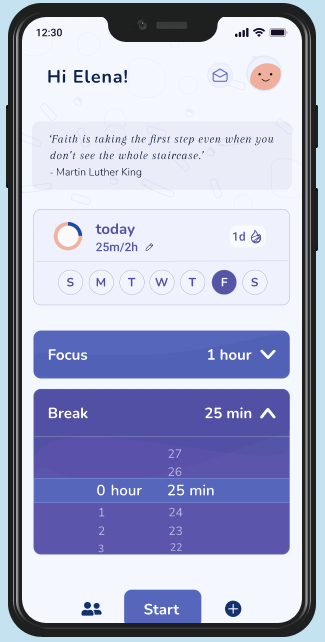 12:30
Hi Elena!
‘Faith is taking the first step even when you
don’t see the whole staircase.’
- Martin Luther King
today
25m/2h
1d
S M T W T F S
Focus 1 hour
Break 25 min
27
26
0 hour 25 min
1 24
2 23
3 22
Start